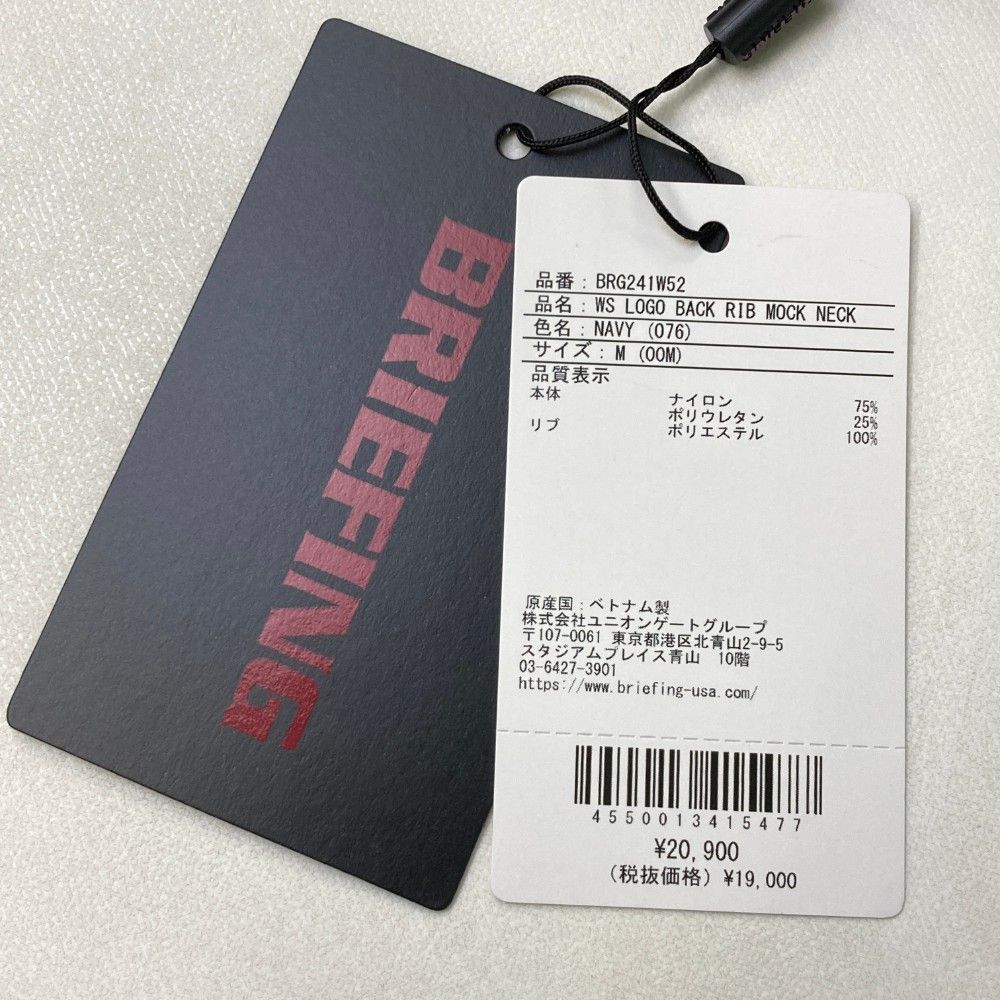 BRIEFING
品番：BRG241W52
品名：WS LOGO BACK RIB MOCK NECK
色名：NAVY (076)
サイズ：M (00M)
品質表示
本体 ナイロン 75%
ポリウレタン 25%
リブ ポリエステル 100%
原産国：ベトナム製
株式会社ユニオンゲートグループ
〒107-0061 東京都港区北青山2-9-5
スタジアムプレイス青山 10階
03-6427-3901
https://www.briefing-usa.com/
4550013415477
¥20,900
(税抜価格) ¥19,000